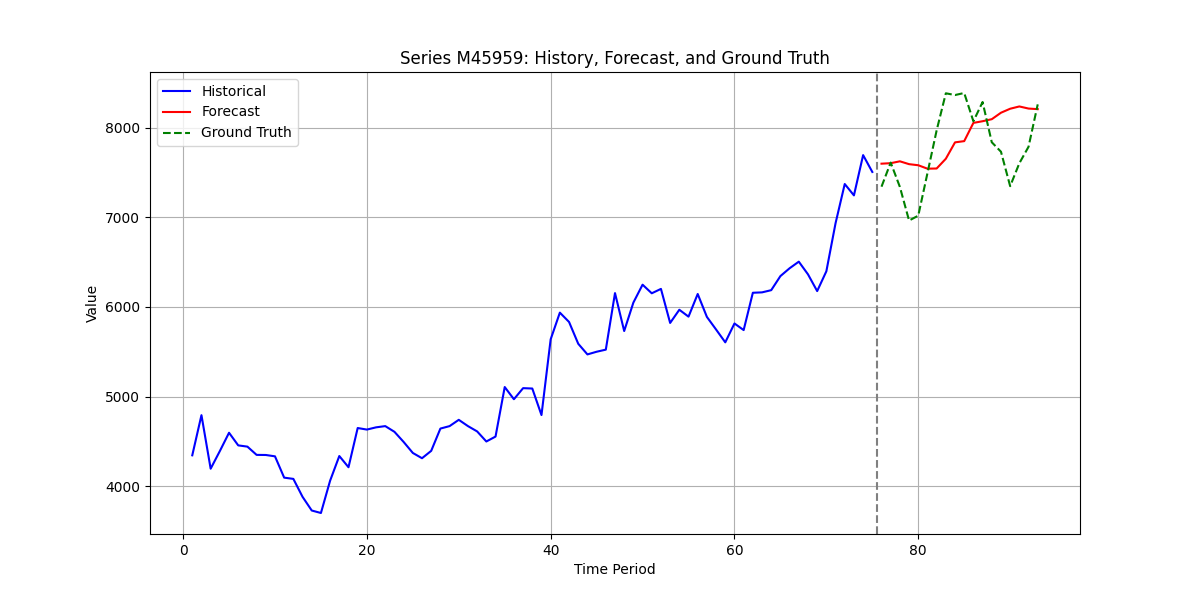 Series M45959: History, Forecast, and Ground Truth
Historical
Forecast
Ground Truth
Value
8000
7000
6000
5000
4000
0 20 40 60 80
Time Period